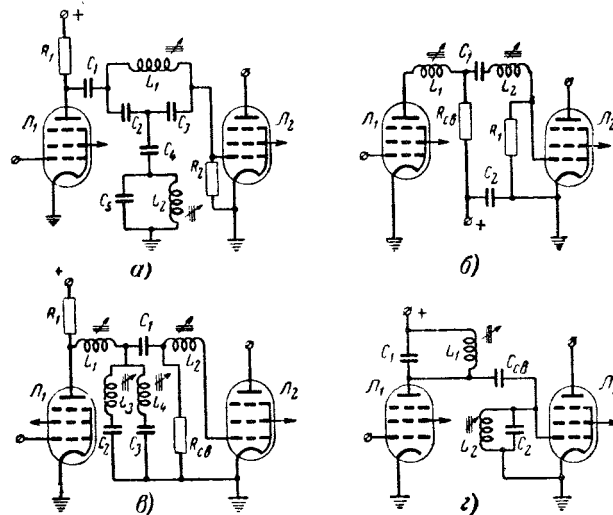 +
R₁
C₁
L₁
Л₁
C₂
C₃
Л₂
C₄
R₂
C₅
L₂
а)
L₁
C₁
L₂
Л₁
Rсв
R₁
Л₂
C₂
+
б)
+
R₁
L₁
C₁
L₂
Л₁
L₃
L₄
Л₂
C₂
C₃
Rсв
в)
+
C₁
L₁
Л₁
Cсв
L₂
C₂
г)